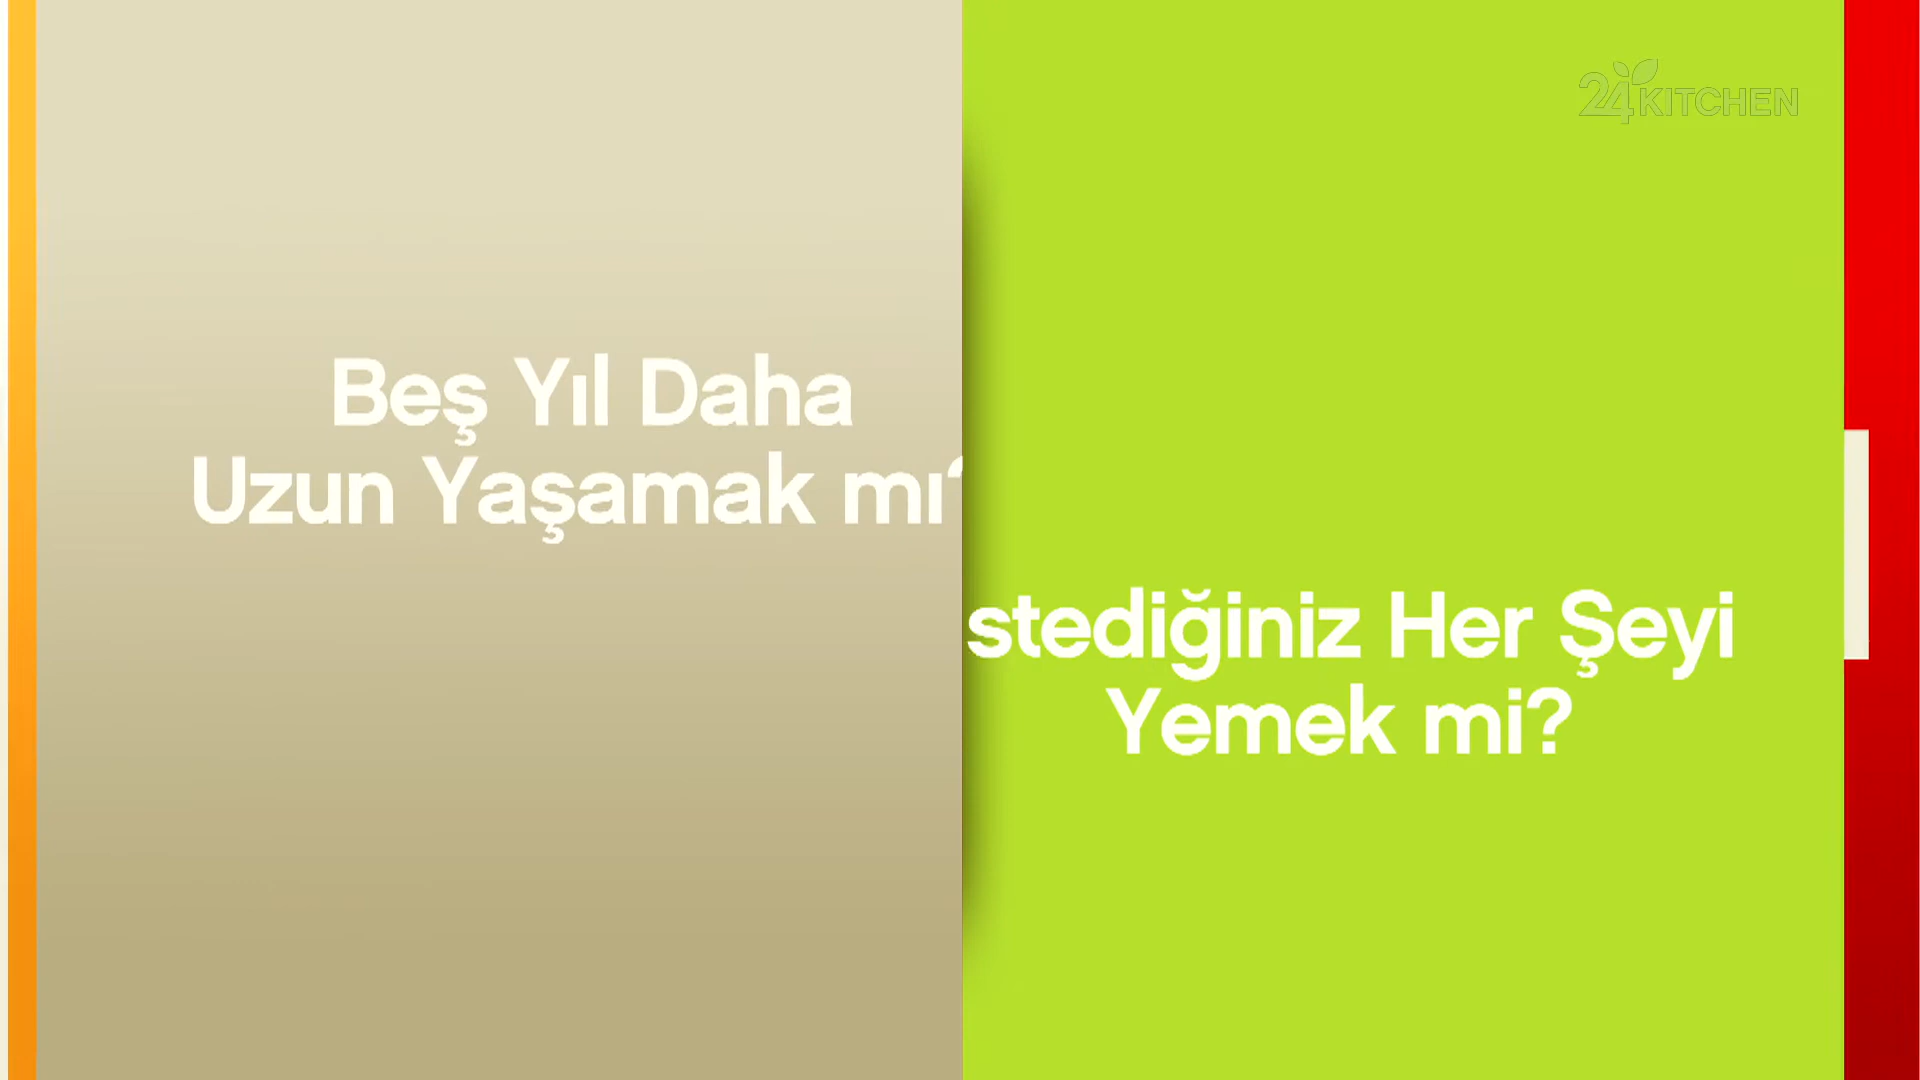 24KITCHEN
Beş Yıl Daha
Uzun Yaşamak mı?
stediğiniz Her Şeyi
Yemek mi?